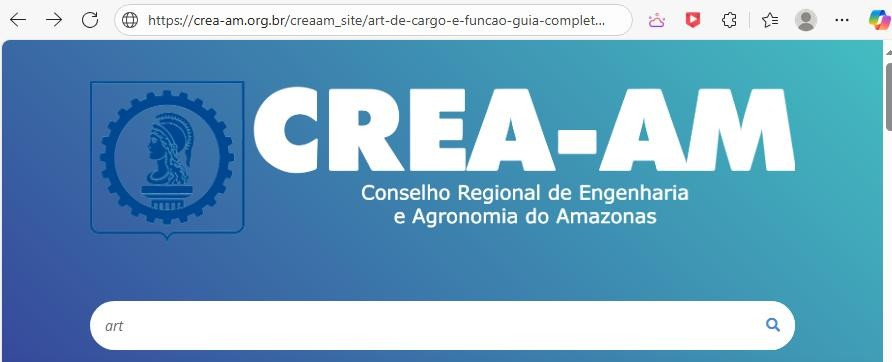 https://crea-am.org.br/creaam_site/art-de-cargo-e-funcao-guia-complet...
CREA-AM
Conselho Regional de Engenharia
e Agronomia do Amazonas
art